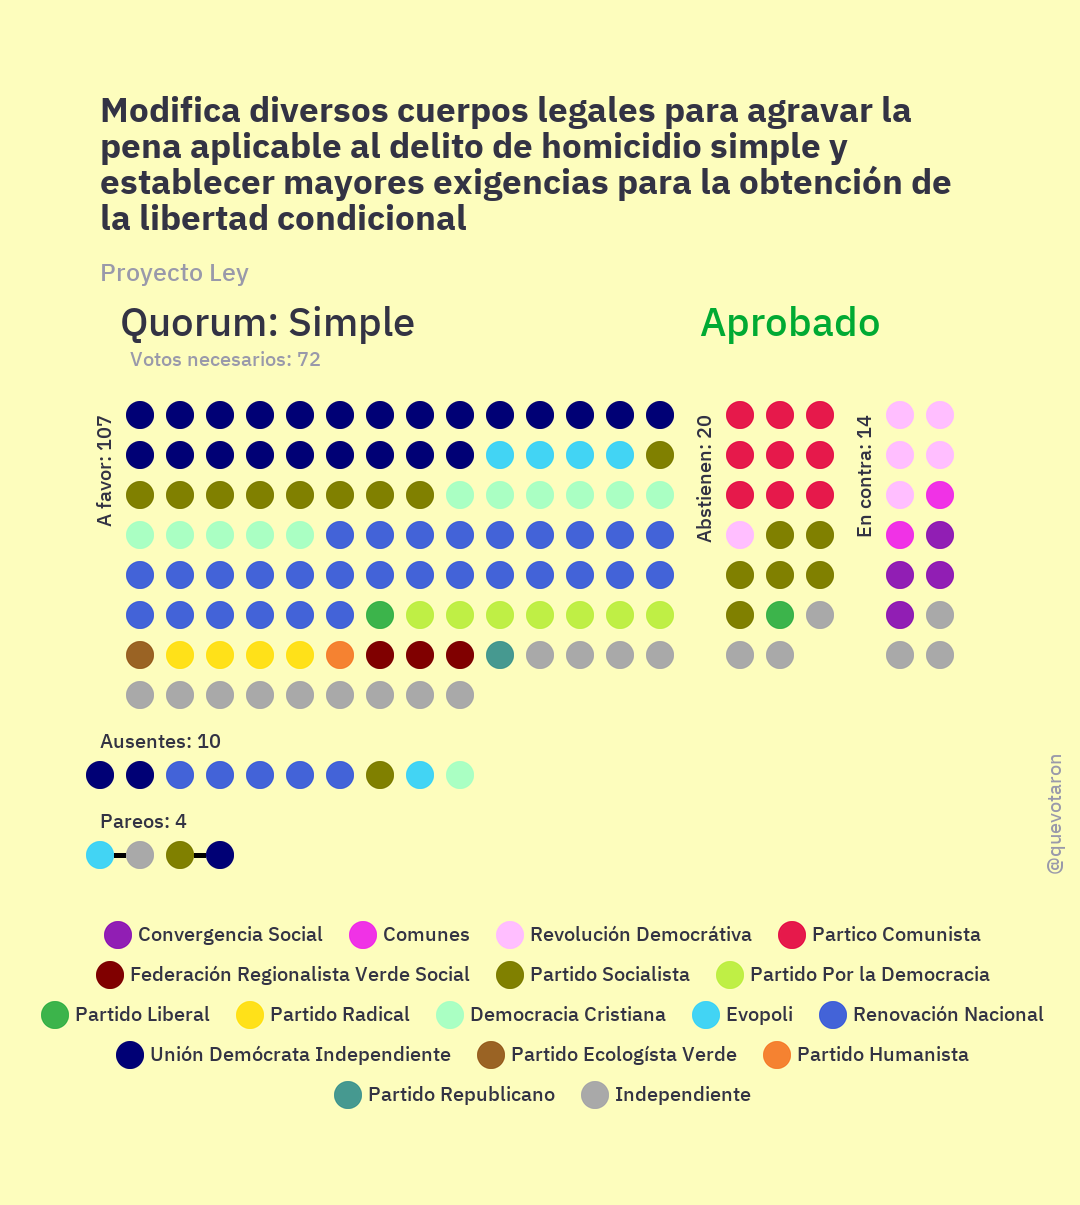 Modifica diversos cuerpos legales para agravar la
pena aplicable al delito de homicidio simple y
establecer mayores exigencias para la obtención de
la libertad condicional
Proyecto Ley
Quorum: Simple
Aprobado
Votos necesarios: 72
A favor: 107
Abstienen: 20
En contra: 14
Ausentes: 10
Pareos: 4
@quevotaron
Convergencia Social
Comunes
Revolución Demócrátiva
Partico Comunista
Federación Regionalista Verde Social
Partido Socialista
Partido Por la Democracia
Partido Liberal
Partido Radical
Democracia Cristiana
Evopoli
Renovación Nacional
Unión Demócrata Independiente
Partido Ecologísta Verde
Partido Humanista
Partido Republicano
Independiente